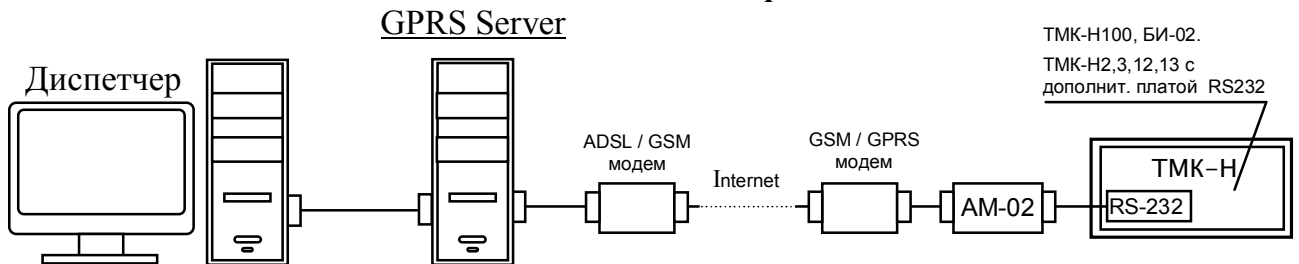 GPRS Server
Диспетчер
ADSL / GSM
модем
Internet
GSM / GPRS
модем
AM-02
ТМК-Н100, БИ-02.
ТМК-Н2,3,12,13 с
дополнит. платой RS232
ТМК-Н
RS-232